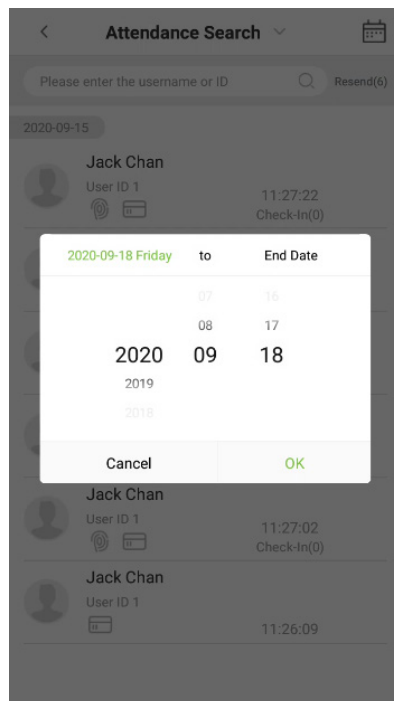 Attendance Search
Please enter the username or ID
Resend(6)
2020-09-15
Jack Chan
User ID 1
11:27:22
Check-In(0)
2020-09-18 Friday to End Date
07 16
08 17
2020 09 18
2019
2018
Cancel OK
Jack Chan
User ID 1
11:27:02
Check-In(0)
Jack Chan
User ID 1
11:26:09